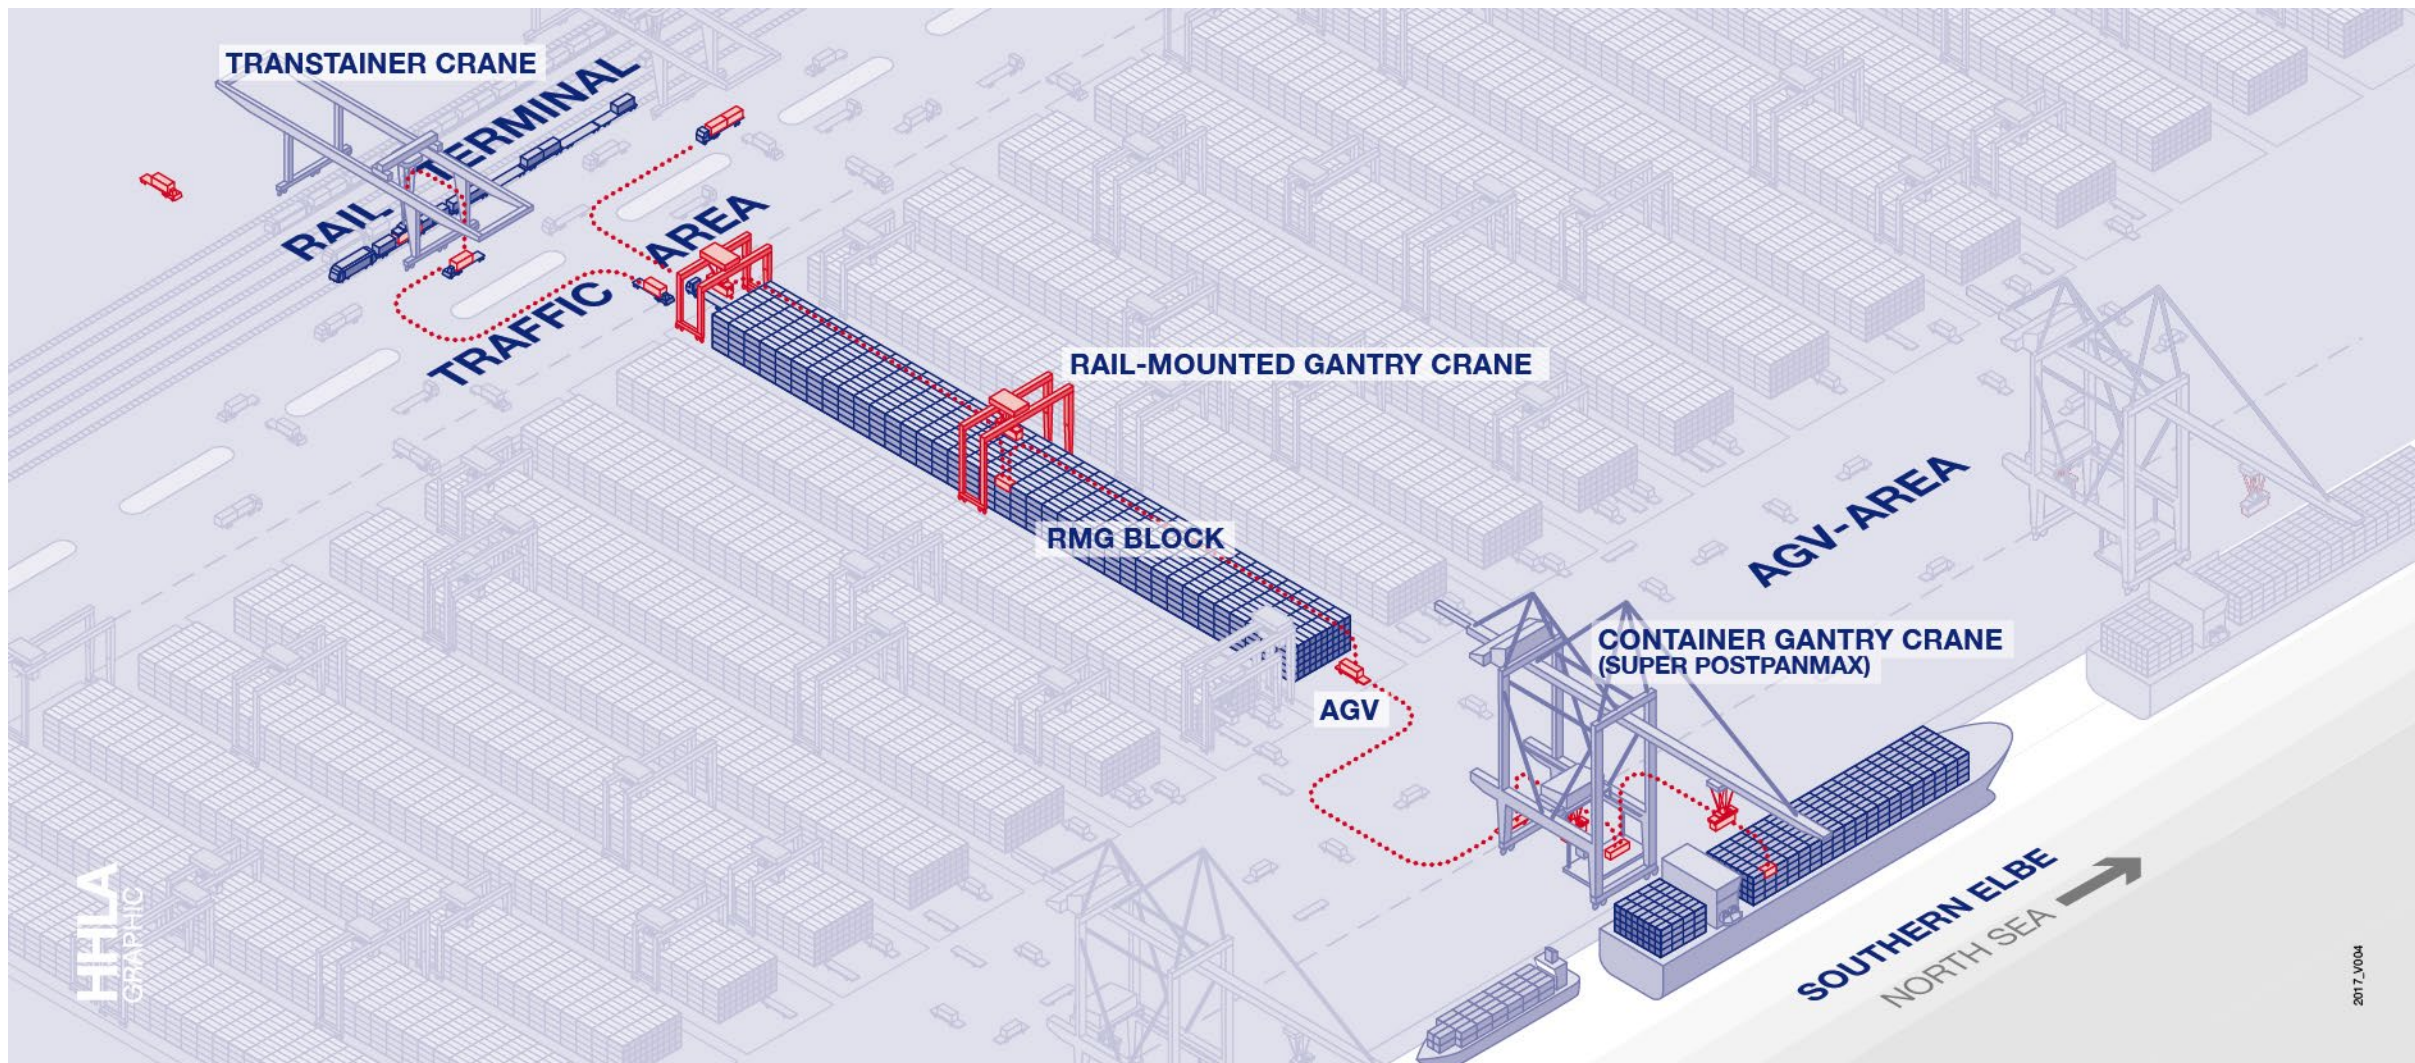 TRANSTAINER CRANE
RAIL TERMINAL
TRAFFIC AREA
RAIL-MOUNTED GANTRY CRANE
RMG BLOCK
AGV-AREA
CONTAINER GANTRY CRANE
(SUPER POSTPANMAX)
AGV
SOUTHERN ELBE
NORTH SEA
HHLA
GRAPHIC
2017_V004